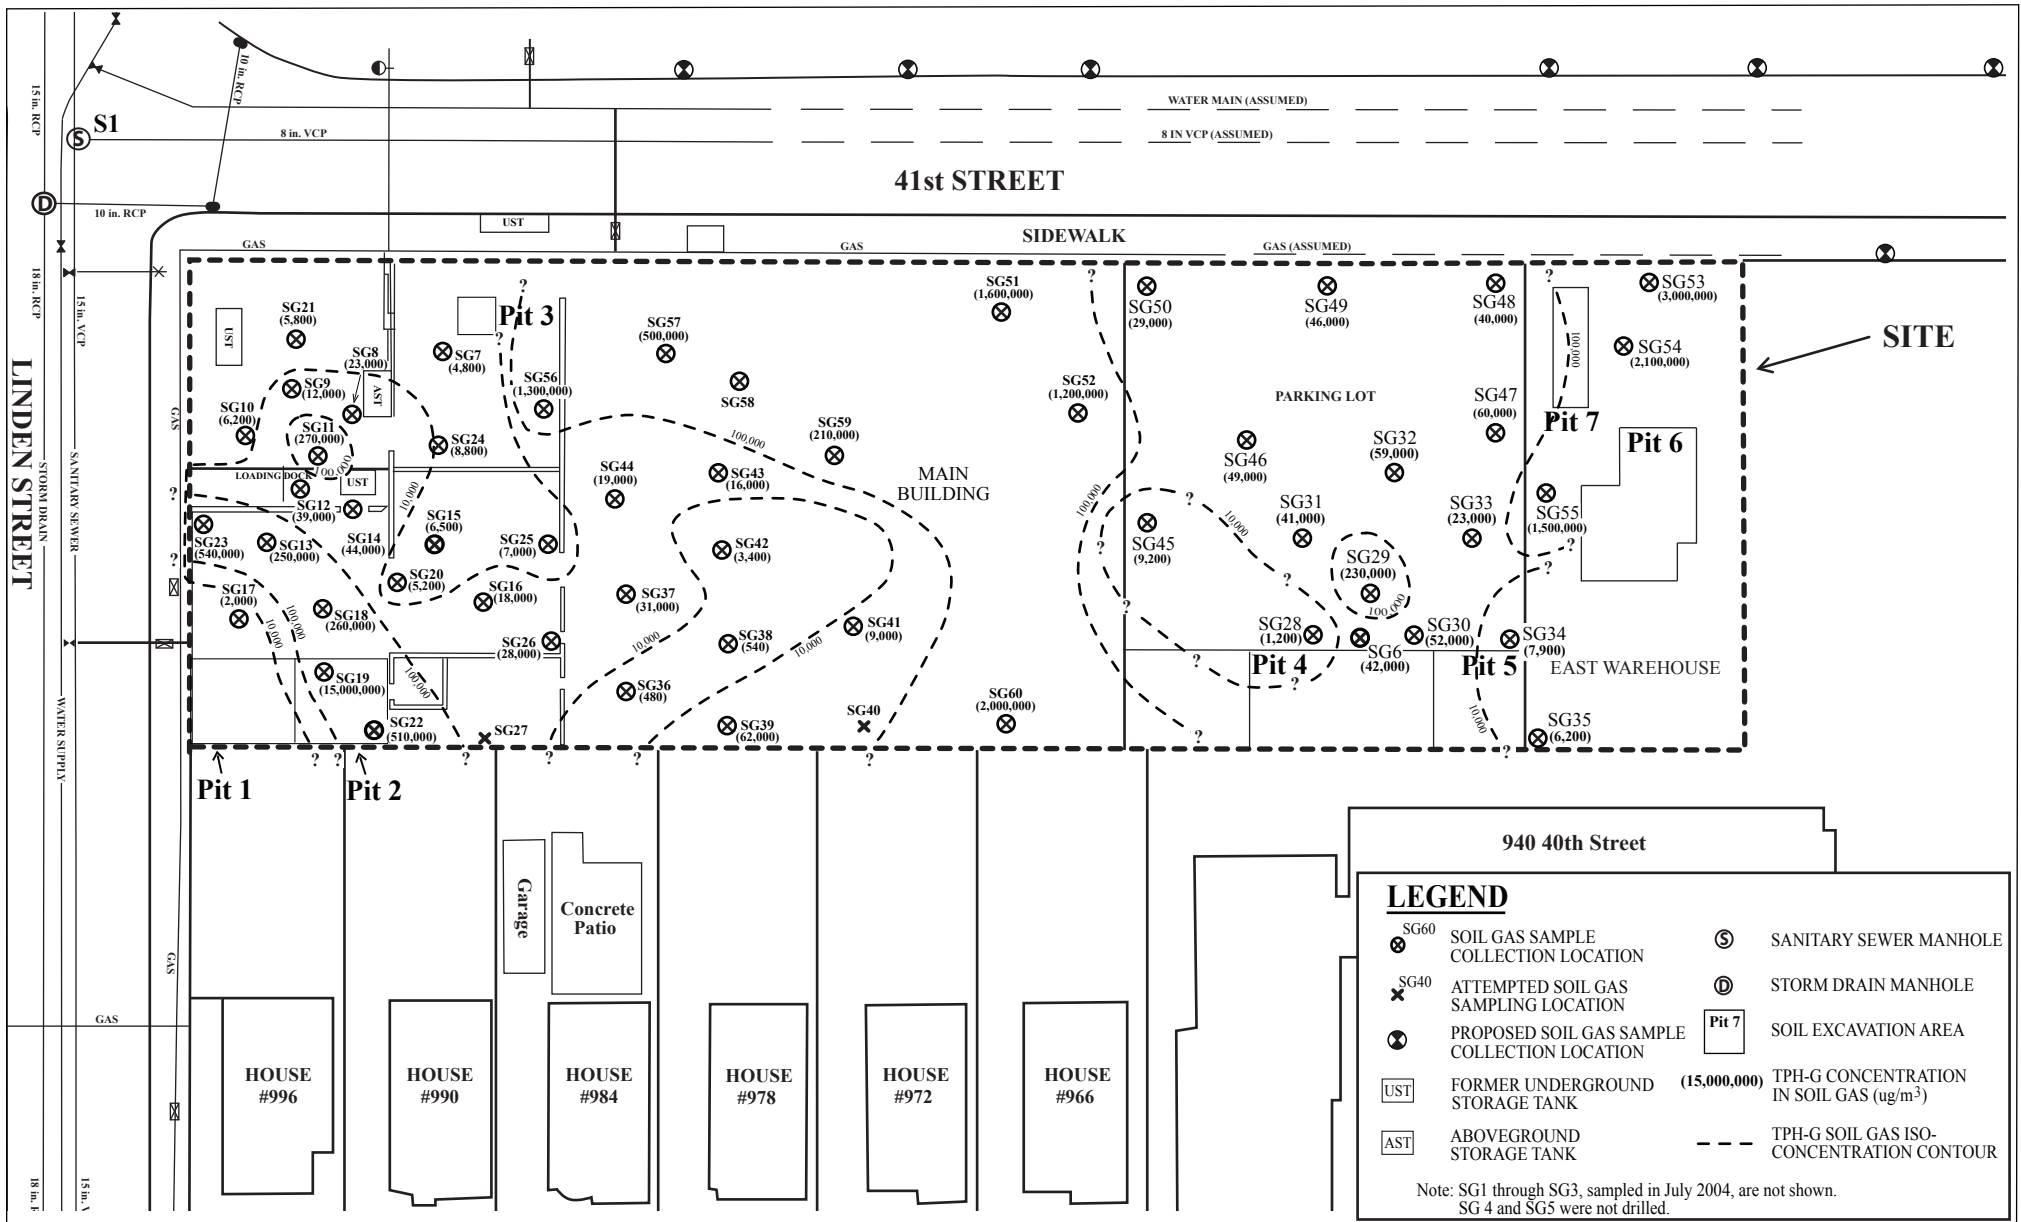 15 in. RCP
10 in. RCP
S1
8 in. VCP
WATER MAIN (ASSUMED)
8 IN VCP (ASSUMED)
41st STREET
10 in. RCP
UST
SIDEWALK
GAS
GAS
GAS (ASSUMED)
18 in. RCP
15 in. VCP
LINDEN STREET
STORM DRAIN
SANITARY SEWER
WATER SUPPLY
GAS
GAS
GAS
18 in. R
15 in. V
SITE
SG21
(5,800)
UST
SG8
(23,000)
SG9
(12,000)
AST
SG10
(6,200)
SG11
(270,000)
100,000
LOADING DOCK
UST
SG12
(39,000)
SG14
(44,000)
SG23
(540,000)
SG13
(250,000)
SG17
(2,000)
SG18
(260,000)
SG19
(15,000,000)
SG22
(510,000)
10,000
100,000
100,000
Pit 1
Pit 2
?
?
?
?
?
?
?
?
Pit 3
?
?
SG7
(4,800)
SG56
(1,300,000)
SG24
(8,800)
10,000
SG15
(6,500)
SG25
(7,000)
SG20
(5,200)
SG16
(18,000)
SG26
(28,000)
SG27
SG57
(500,000)
SG58
SG59
(210,000)
100,000
SG44
(19,000)
SG43
(16,000)
SG42
(3,400)
SG37
(31,000)
10,000
SG38
(540)
SG41
(9,000)
10,000
SG36
(480)
SG39
(62,000)
SG40
SG60
(2,000,000)
MAIN
BUILDING
SG51
(1,600,000)
SG52
(1,200,000)
?
100,000
SG50
(29,000)
SG49
(46,000)
SG48
(40,000)
PARKING LOT
SG47
(60,000)
SG46
(49,000)
SG32
(59,000)
SG31
(41,000)
SG33
(23,000)
SG45
(9,200)
10,000
SG29
(230,000)
100,000
SG28
(1,200)
SG6
(42,000)
SG30
(52,000)
Pit 4
Pit 5
?
?
?
?
?
?
?
SG53
(3,000,000)
SG54
(2,100,000)
?
100,000
Pit 7
Pit 6
SG55
(1,500,000)
?
?
SG34
(7,900)
EAST WAREHOUSE
10,000
SG35
(6,200)
?
Garage
Concrete
Patio
940 40th Street
HOUSE
#996
HOUSE
#990
HOUSE
#984
HOUSE
#978
HOUSE
#972
HOUSE
#966
LEGEND
SG60
SOIL GAS SAMPLE
COLLECTION LOCATION
SG40
ATTEMPTED SOIL GAS
SAMPLING LOCATION
PROPOSED SOIL GAS SAMPLE
COLLECTION LOCATION
UST
FORMER UNDERGROUND
STORAGE TANK
AST
ABOVEGROUND
STORAGE TANK
S
SANITARY SEWER MANHOLE
D
STORM DRAIN MANHOLE
Pit 7
SOIL EXCAVATION AREA
(15,000,000)
TPH-G CONCENTRATION
IN SOIL GAS (ug/m3)
TPH-G SOIL GAS ISO-
CONCENTRATION CONTOUR
Note: SG1 through SG3, sampled in July 2004, are not shown.
SG 4 and SG5 were not drilled.